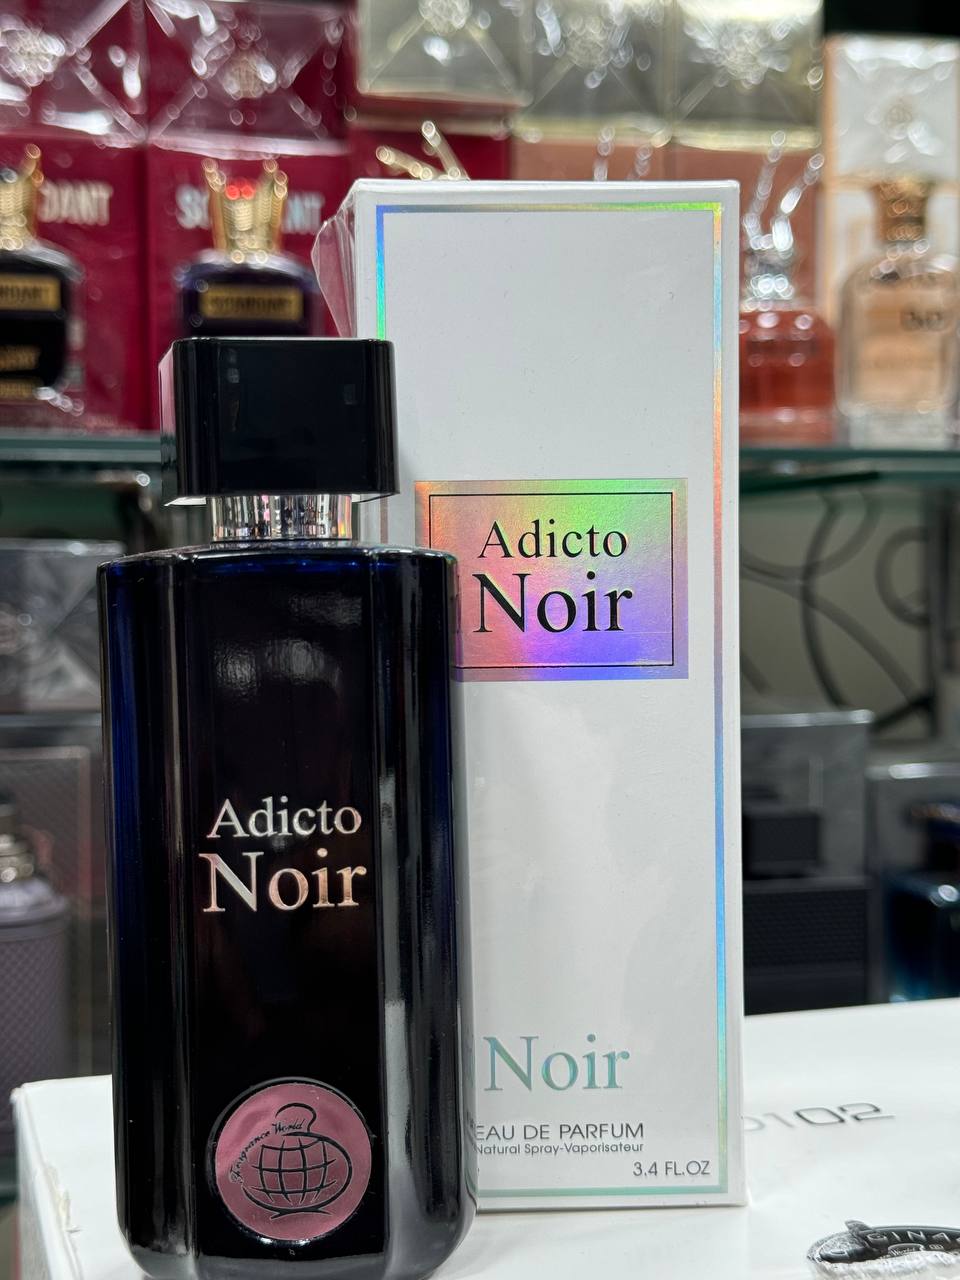 Adicto
Noir
Adicto
Noir
Fragrance World
Noir
EAU DE PARFUM
Natural Spray-Vaporisateur
3,4 FL.OZ